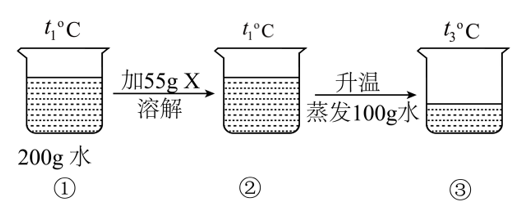 t₁℃ t₁℃ t₃℃
加55g X 升温
溶解 蒸发100g水
200g 水
① ② ③